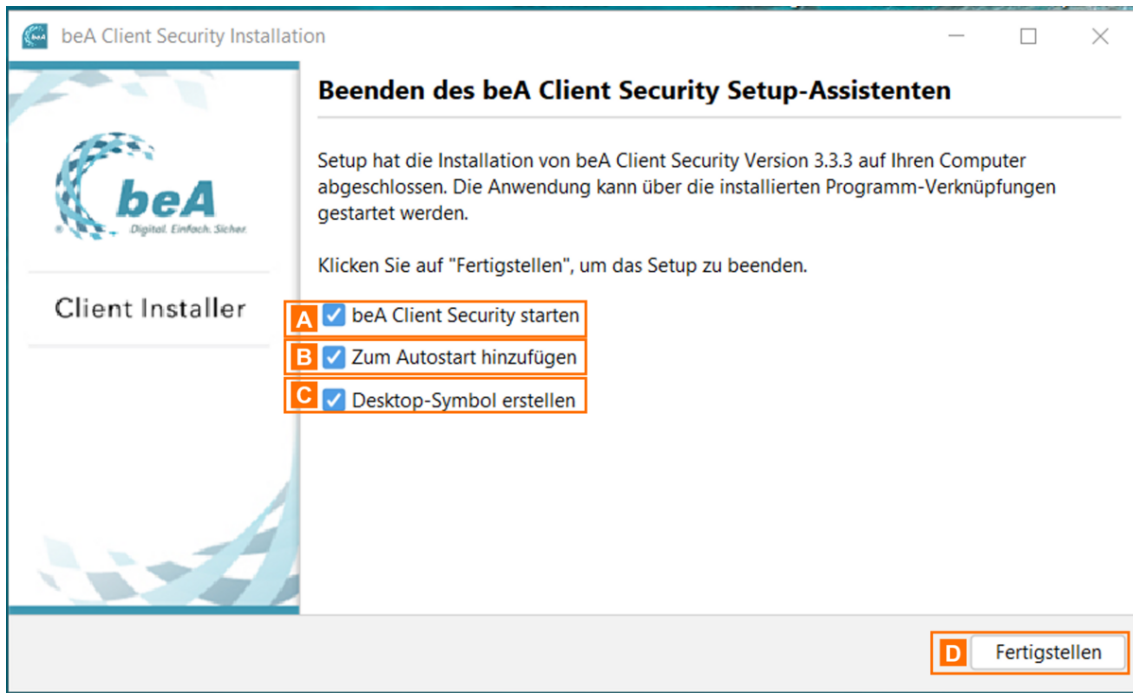 beA Client Security Installation
Beenden des beA Client Security Setup-Assistenten
Setup hat die Installation von beA Client Security Version 3.3.3 auf Ihren Computer
abgeschlossen. Die Anwendung kann über die installierten Programm-Verknüpfungen
gestartet werden.
Klicken Sie auf "Fertigstellen", um das Setup zu beenden.
beA
® Digital. Einfach. Sicher.
Client Installer
A beA Client Security starten
B Zum Autostart hinzufügen
C Desktop-Symbol erstellen
D Fertigstellen